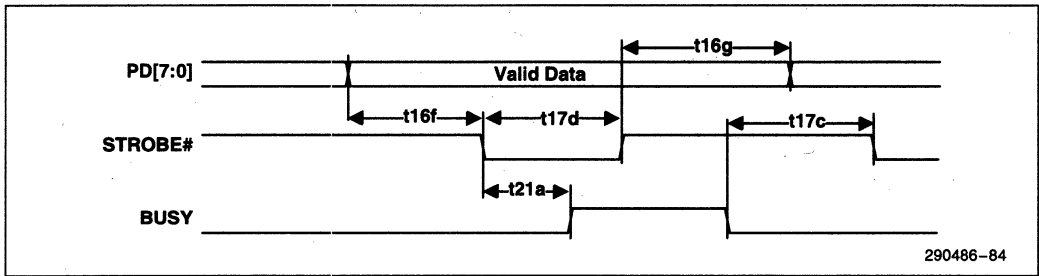 t16g
PD[7:0] Valid Data
t16f t17d t17c
STROBE#
t21a
BUSY
290486-84